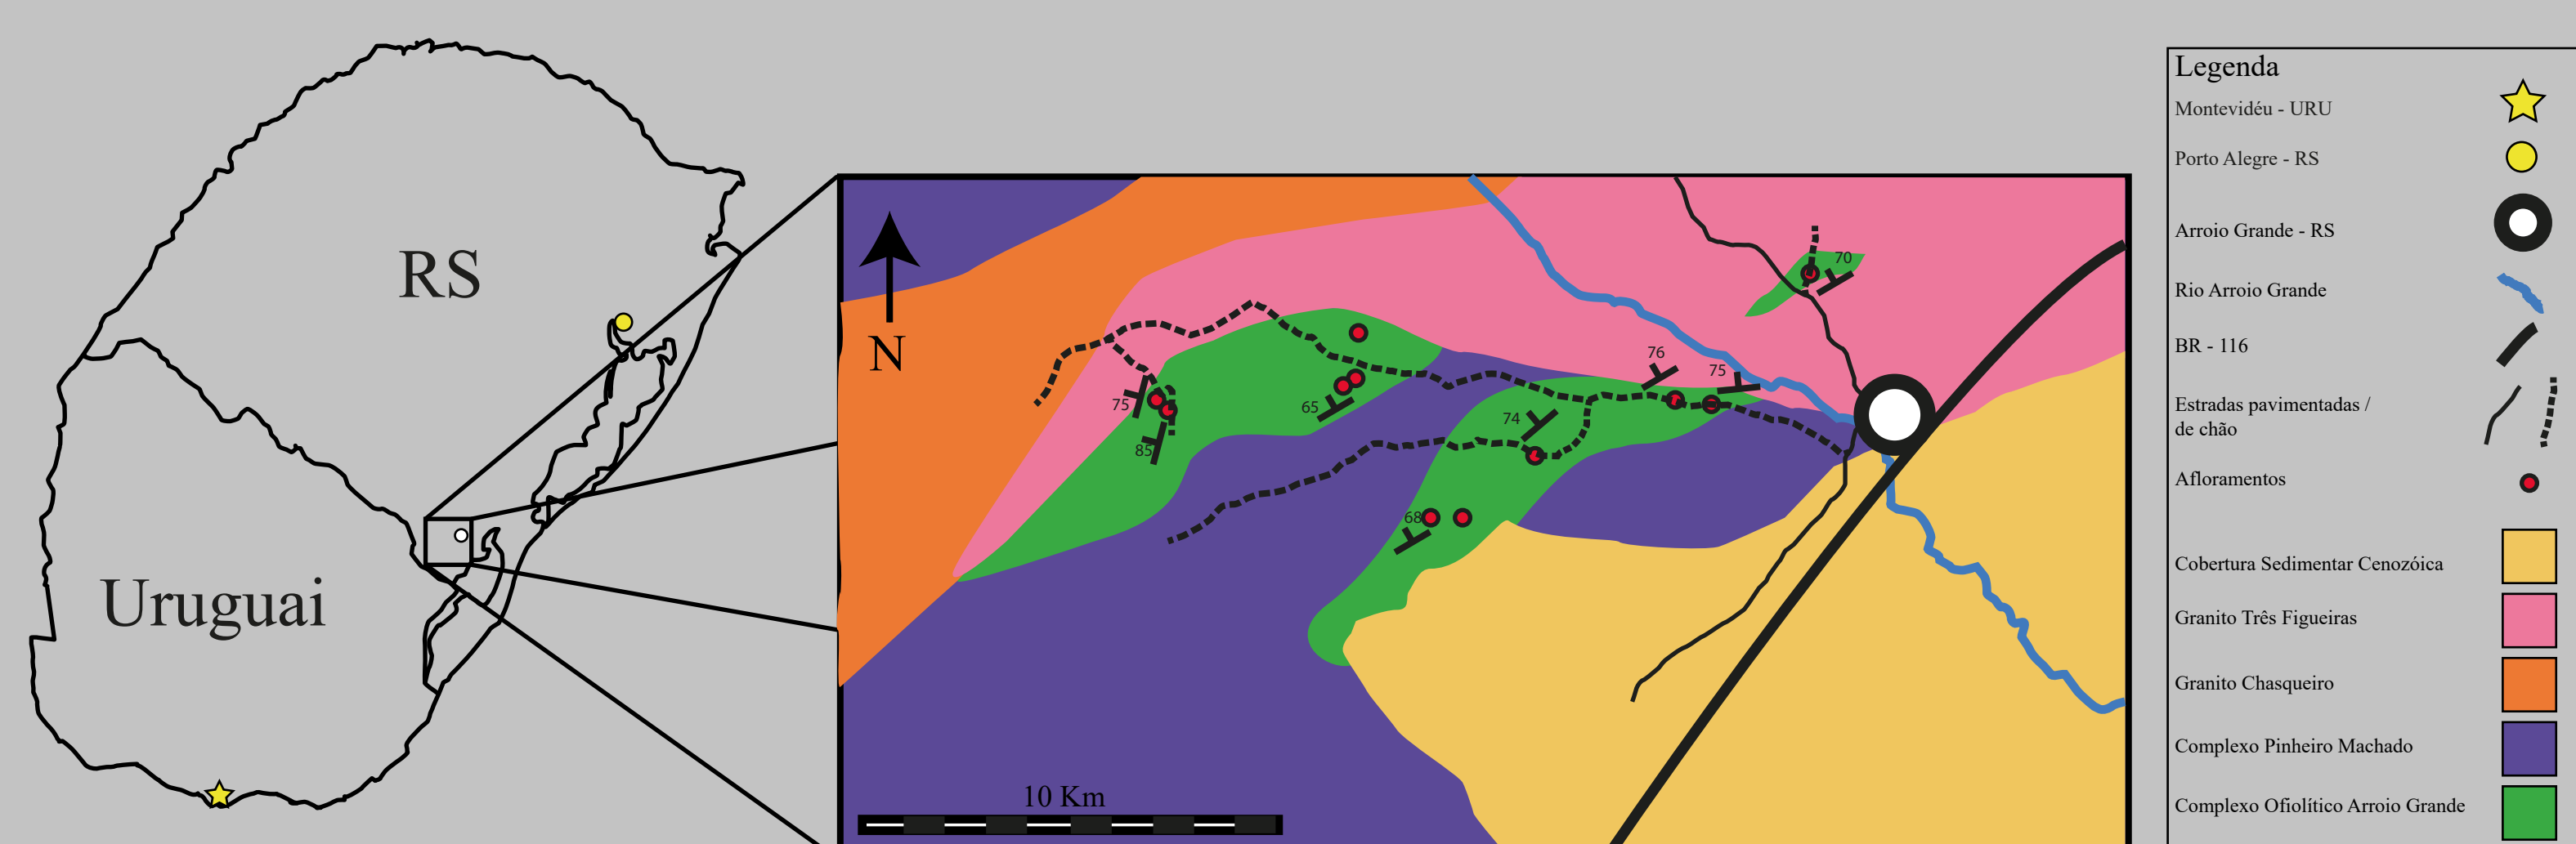 RS
Uruguai
N
70
76
75
75
65
74
85
68
10 Km
Legenda
Montevidéu - URU
Porto Alegre - RS
Arroio Grande - RS
Rio Arroio Grande
BR - 116
Estradas pavimentadas /
de chão
Afloramentos
Cobertura Sedimentar Cenozóica
Granito Três Figueiras
Granito Chasqueiro
Complexo Pinheiro Machado
Complexo Ofiolítico Arroio Grande